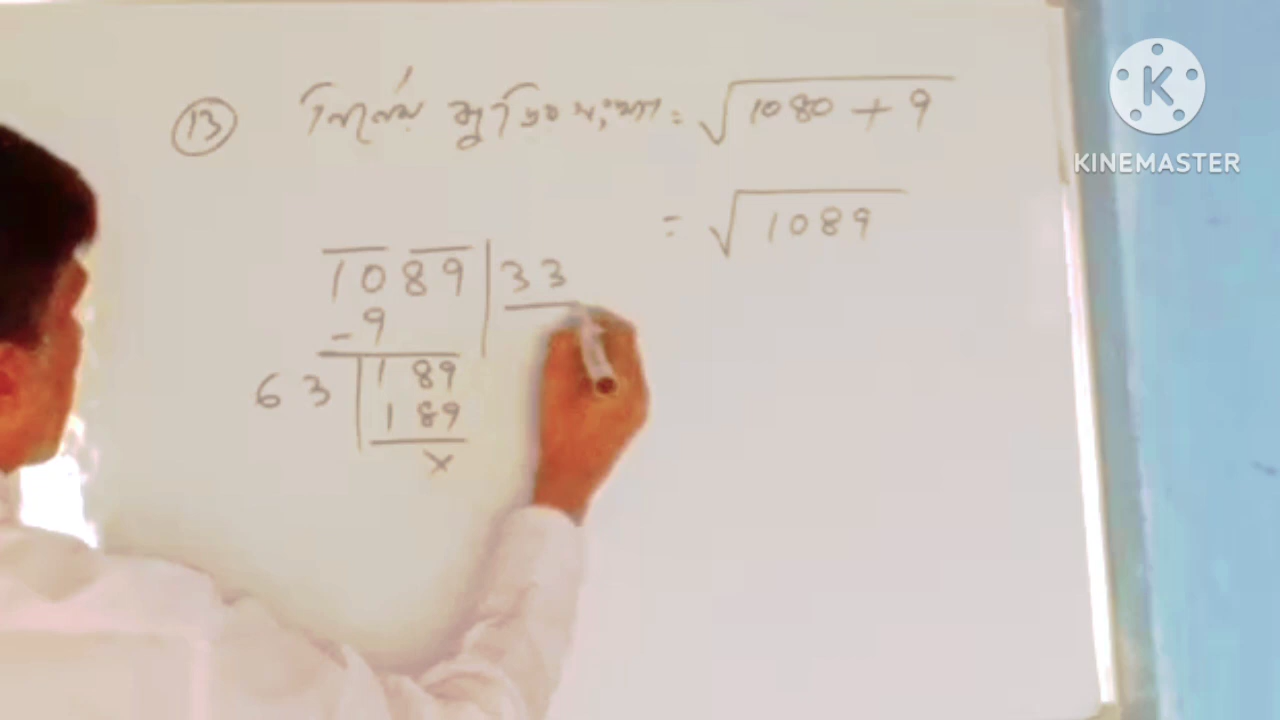 13 নির্ণেয় = √1080 + 9
= √1089
1089 | 33
- 9
63 | 189
189
×
K
KINEMASTER